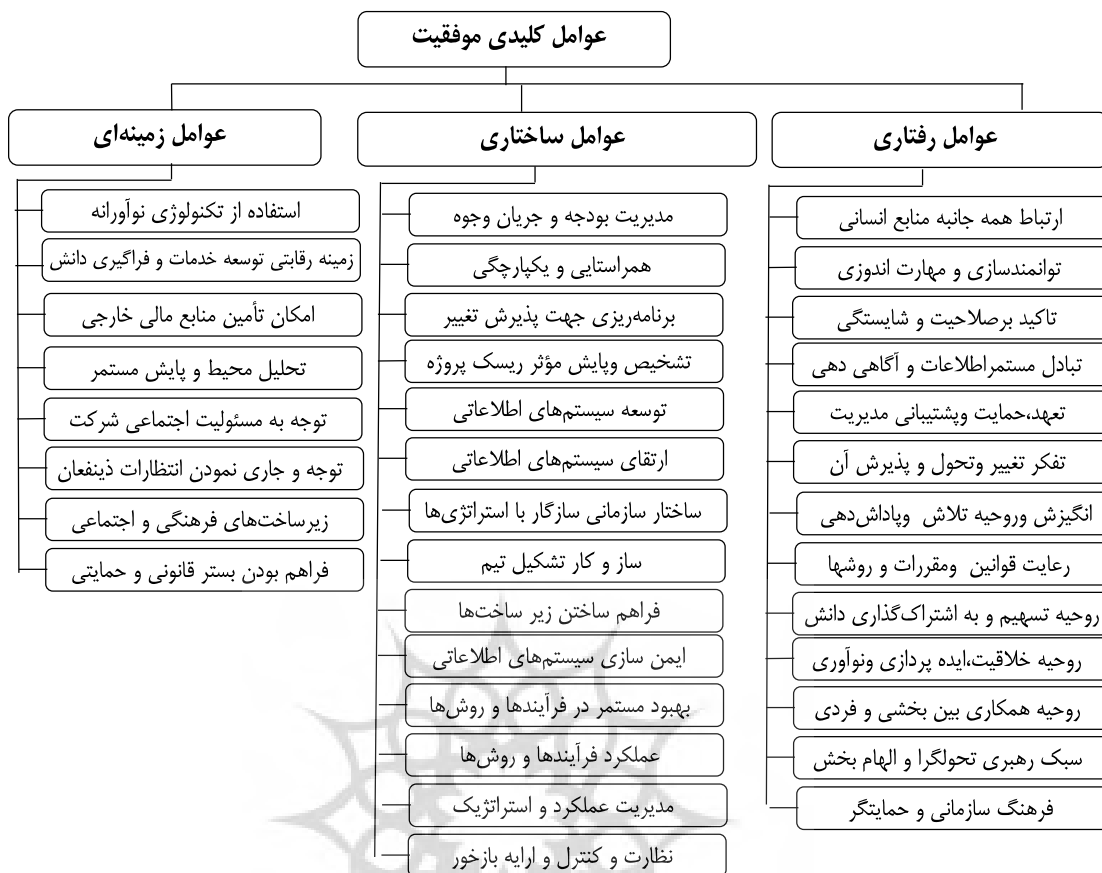 عوامل کلیدی موفقیت
عوامل رفتاری
ارتباط همه جانبه منابع انسانی
توانمندسازی و مهارت اندوزی
تاکید برصلاحیت و شایستگی
تبادل مستمراطلاعات و آگاهی دهی
تعهد،حمایت وپشتیبانی مدیریت
تفکر تغییر وتحول و پذیرش آن
انگیزش وروحیه تلاش وپاداش‌دهی
رعایت قوانین ومقررات و روشها
روحیه تسهیم و به اشتراک‌گذاری دانش
روحیه خلاقیت،ایده پردازی ونوآوری
روحیه همکاری بین بخشی و فردی
سبک رهبری تحولگرا و الهام بخش
فرهنگ سازمانی و حمایتگر
عوامل ساختاری
مدیریت بودجه و جریان وجوه
همراستایی و یکپارچگی
برنامه‌ریزی جهت پذیرش تغییر
تشخیص وپایش مؤثر ریسک پروژه
توسعه سیستم‌های اطلاعاتی
ارتقای سیستم‌های اطلاعاتی
ساختار سازمانی سازگار با استراتژی‌ها
ساز و کار تشکیل تیم
فراهم ساختن زیر ساخت‌ها
ایمن سازی سیستم‌های اطلاعاتی
بهبود مستمر در فرآیندها و روش‌ها
عملکرد فرآیندها و روش‌ها
مدیریت عملکرد و استراتژیک
نظارت و کنترل و ارایه بازخور
عوامل زمینه‌ای
استفاده از تکنولوژی نوآورانه
زمینه رقابتی توسعه خدمات و فراگیری دانش
امکان تأمین منابع مالی خارجی
تحلیل محیط و پایش مستمر
توجه به مسئولیت اجتماعی شرکت
توجه و جاری نمودن انتظارات ذینفعان
زیرساخت‌های فرهنگی و اجتماعی
فراهم بودن بستر قانونی و حمایتی